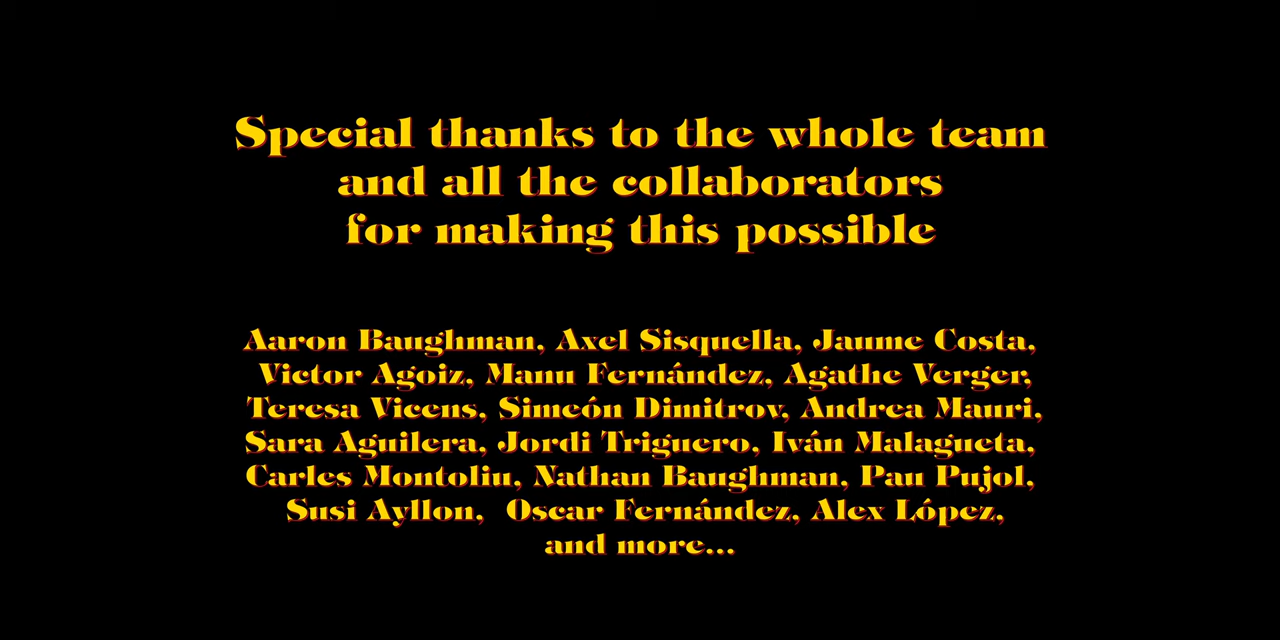 Special thanks to the whole team
and all the collaborators
for making this possible
Aaron Baughman, Axel Sisquella, Jaume Costa,
Victor Agoiz, Manu Fernández, Agathe Verger,
Teresa Vicens, Simeón Dimitrov, Andrea Mauri,
Sara Aguilera, Jordi Triguero, Iván Malagueta,
Carles Montoliu, Nathan Baughman, Pau Pujol,
Susi Ayllon, Oscar Fernández, Alex López,
and more...